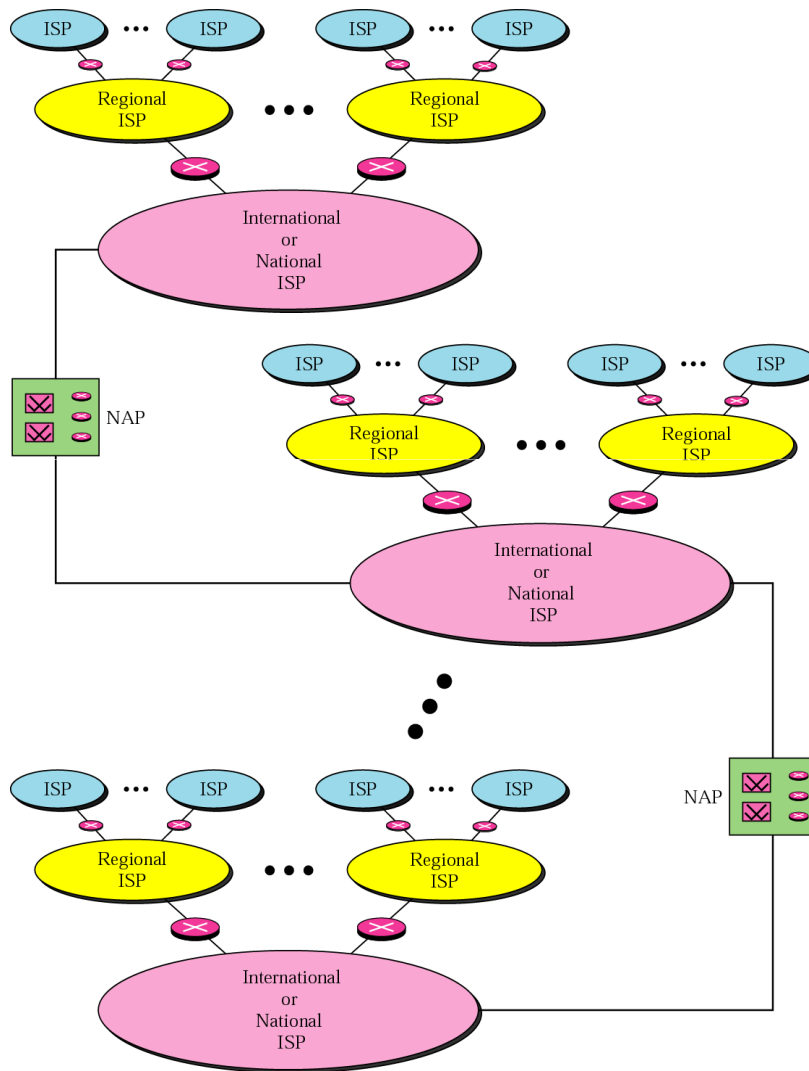 ISP
ISP
ISP
ISP
Regional
ISP
Regional
ISP
International
or
National
ISP
ISP
ISP
ISP
ISP
NAP
Regional
ISP
Regional
ISP
International
or
National
ISP
ISP
ISP
ISP
ISP
NAP
Regional
ISP
Regional
ISP
International
or
National
ISP